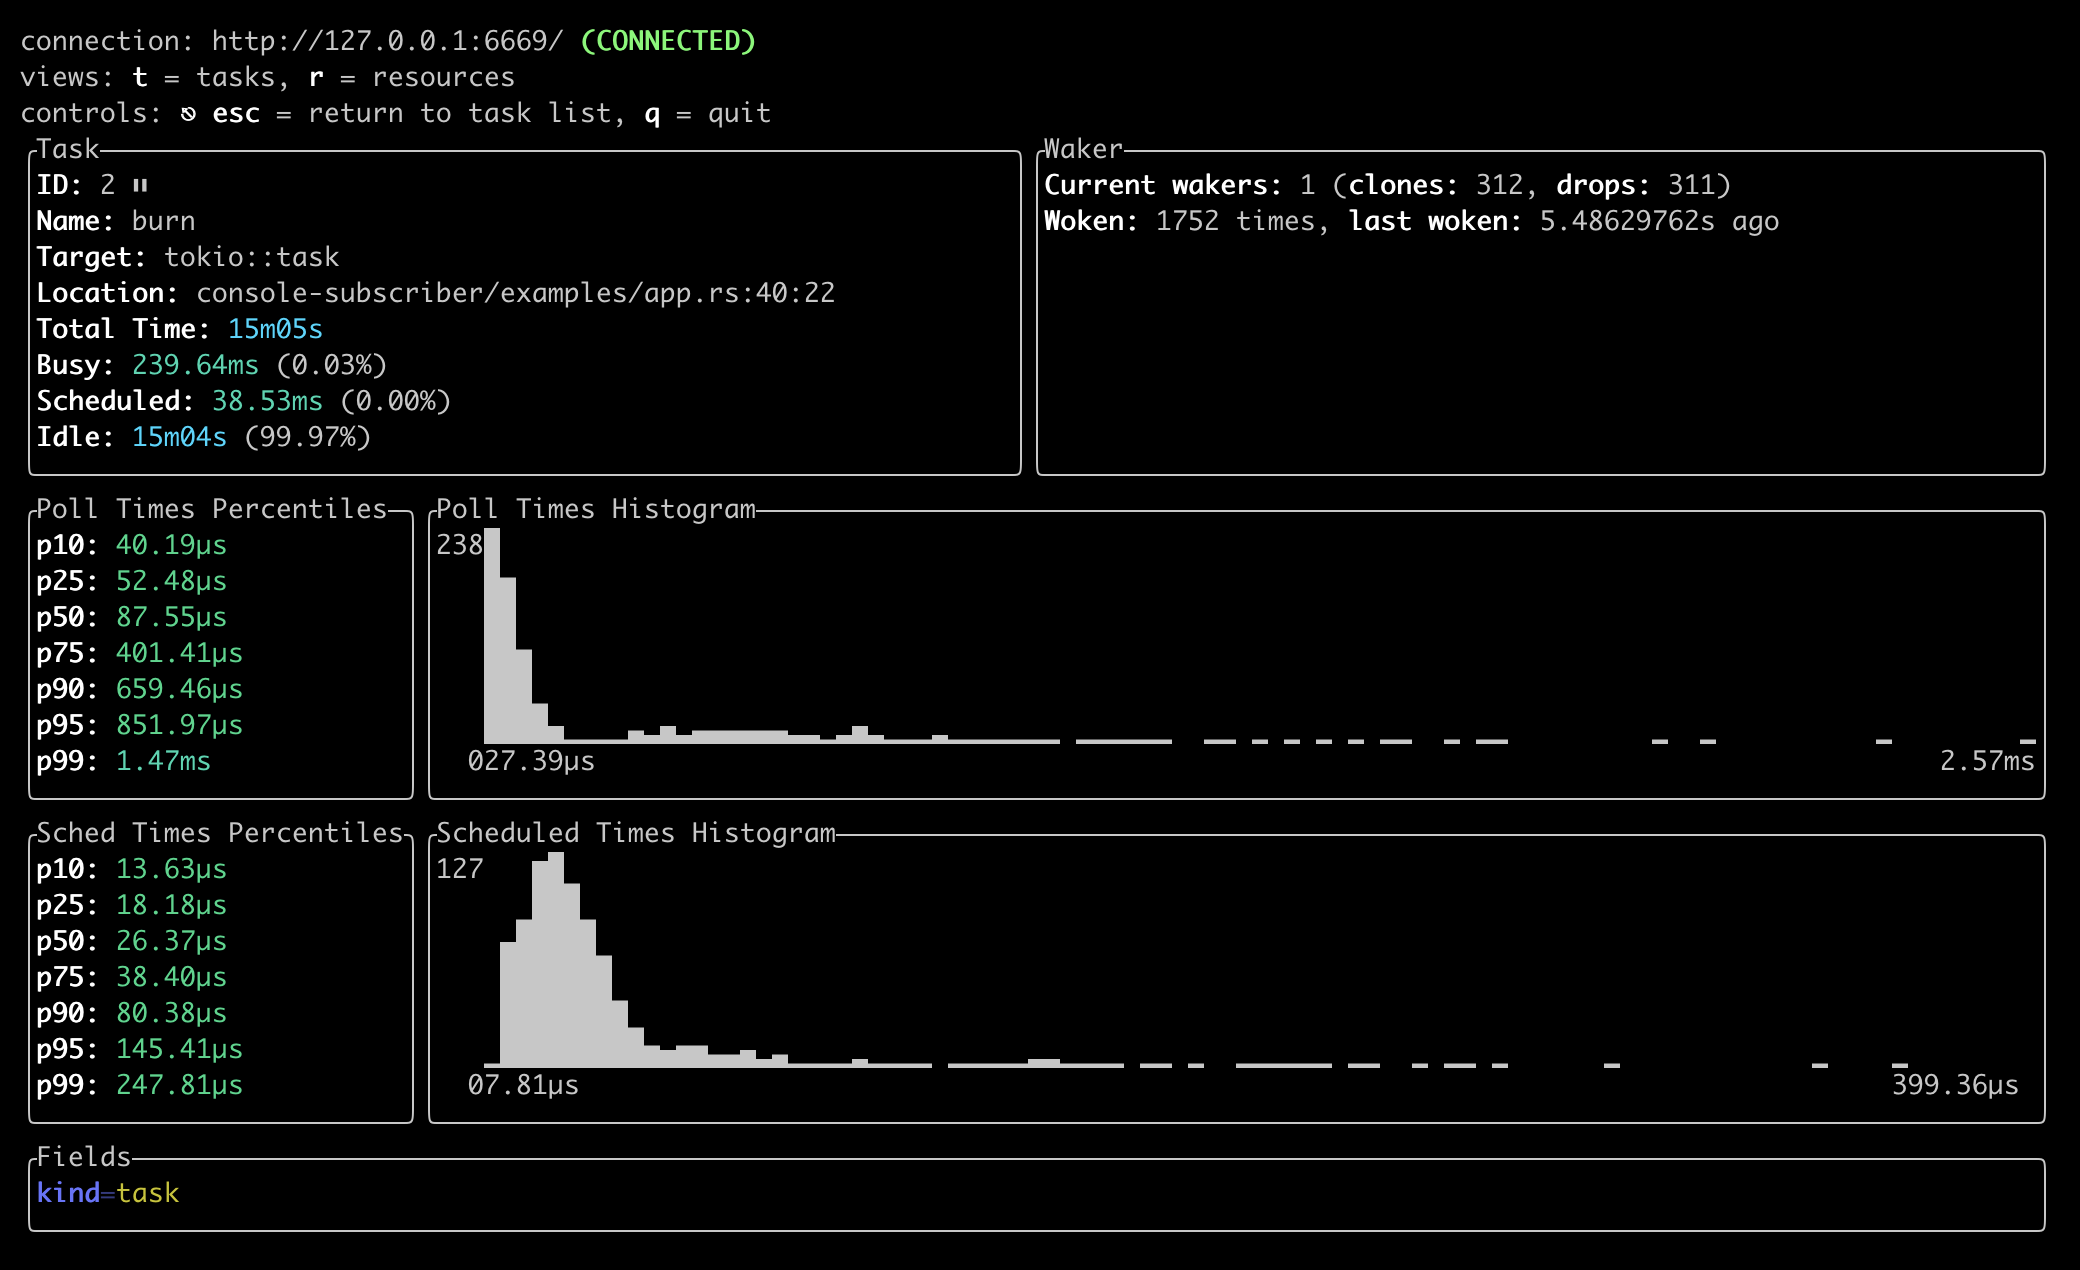 connection: http://127.0.0.1:6669/ (CONNECTED)
views: t = tasks, r = resources
controls: ⎋ esc = return to task list, q = quit
Task
ID: 2 ⏸
Name: burn
Target: tokio::task
Location: console-subscriber/examples/app.rs:40:22
Total Time: 15m05s
Busy: 239.64ms (0.03%)
Scheduled: 38.53ms (0.00%)
Idle: 15m04s (99.97%)
Waker
Current wakers: 1 (clones: 312, drops: 311)
Woken: 1752 times, last woken: 5.48629762s ago
Poll Times Percentiles
p10: 40.19µs
p25: 52.48µs
p50: 87.55µs
p75: 401.41µs
p90: 659.46µs
p95: 851.97µs
p99: 1.47ms
Poll Times Histogram
238
027.39µs 2.57ms
Sched Times Percentiles
p10: 13.63µs
p25: 18.18µs
p50: 26.37µs
p75: 38.40µs
p90: 80.38µs
p95: 145.41µs
p99: 247.81µs
Scheduled Times Histogram
127
07.81µs 399.36µs
Fields
kind=task